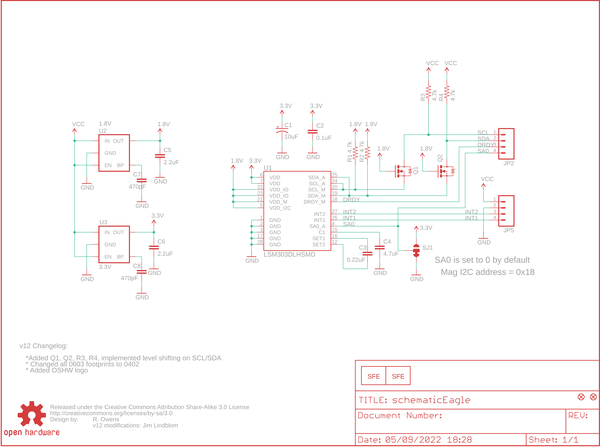 VCC
VCC
R3
4.7k
R4
4.7k
3.3V
3.3V
C1
10uF
C2
0.1uF
GND
GND
VCC
1.8V
U2
IN OUT
GND
EN BP
1.8V
C5
2.2uF
GND
GND
C7
470pF
GND
1.8V
1.8V
R1 4.7k
R2 4.7k
1.8V
Q1
1.8V
Q2
SCL
SDA
DRDY
SA0
JP2
1.8V
3.3V
U1
VDD
VDD
VDD_IO
VDD_IO
VDD_M
VDD_I2C
GND
GND
GND
GND
GND
SDA_A
SCL_A
SCL_M
SDA_M
DRDY_M
INT2
INT1
SA0_A
C1
SET1
SET2
LSM303DLHSMD
GND
DRDY
INT2
INT1
SA0
VCC
INT1
INT2
JP5
GND
3.3V
SJ1
GND
C3
0.22uF
C4
4.7uF
GND
VCC
U3
IN OUT
GND
EN BP
3.3V
3.3V
C6
2.2uF
GND
GND
C8
470pF
GND
SA0 is set to 0 by default
Mag I2C address = 0x18
v12 Changelog:
*Added Q1, Q2, R3, R4, implemented level shifting on SCL/SDA
* Changed all 0603 footprints to 0402
* Added OSHW logo
open hardware
Released under the Creative Commons Attribution Share-Alike 3.0 License
http://creativecommons.org/licenses/by-sa/3.0
Design by: R. Owens
v12 modifications: Jim Lindblom
SFE SFE
TITLE: schematicEagle
Document Number:
REV:
Date: 05/09/2022 18:28
Sheet: 1/1